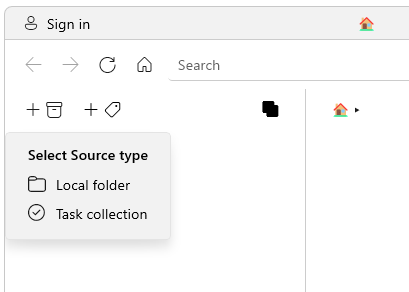 Sign in
Search
Select Source type
Local folder
Task collection